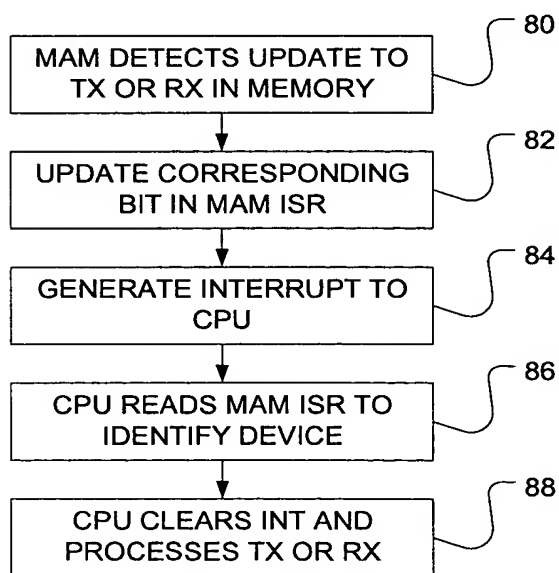 80
MAM DETECTS UPDATE TO
TX OR RX IN MEMORY
82
UPDATE CORRESPONDING
BIT IN MAM ISR
84
GENERATE INTERRUPT TO
CPU
86
CPU READS MAM ISR TO
IDENTIFY DEVICE
88
CPU CLEARS INT AND
PROCESSES TX OR RX